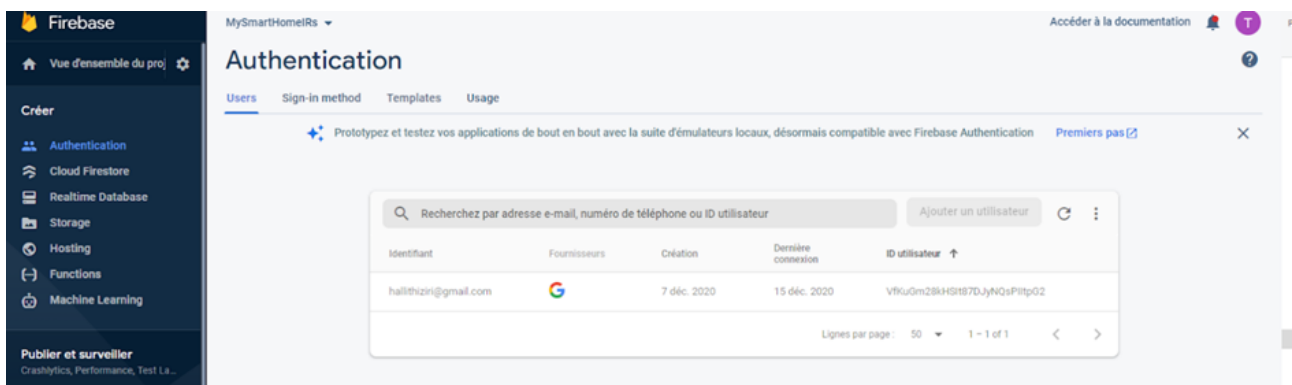 Firebase
MySmartHomeIRs
Accéder à la documentation
T
Vue d'ensemble du proj
Authentication
Créer
Users Sign-in method Templates Usage
Prototypez et testez vos applications de bout en bout avec la suite d'émulateurs locaux, désormais compatible avec Firebase Authentication Premiers pas
Authentication
Cloud Firestore
Realtime Database
Storage
Hosting
Functions
Machine Learning
Publier et surveiller
Crashlytics, Performance, Test La...
Recherchez par adresse e-mail, numéro de téléphone ou ID utilisateur
Ajouter un utilisateur
Identifiant Fournisseurs Création Dernière connexion ID utilisateur
hallithiziri@gmail.com 7 déc. 2020 15 déc. 2020
Lignes par page : 50 1 – 1 of 1